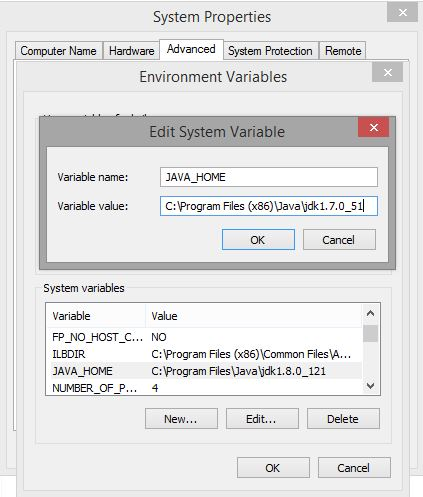 System Properties
Computer Name Hardware Advanced System Protection Remote
Environment Variables
Edit System Variable
Variable name: JAVA_HOME
Variable value: C:\Program Files (x86)\Java\jdk1.7.0_51
OK Cancel
System variables
Variable Value
FP_NO_HOST_C... NO
ILBDIR C:\Program Files (x86)\Common Files\A...
JAVA_HOME C:\Program Files\Java\jdk1.8.0_121
NUMBER_OF_P... 4
New... Edit... Delete
OK Cancel